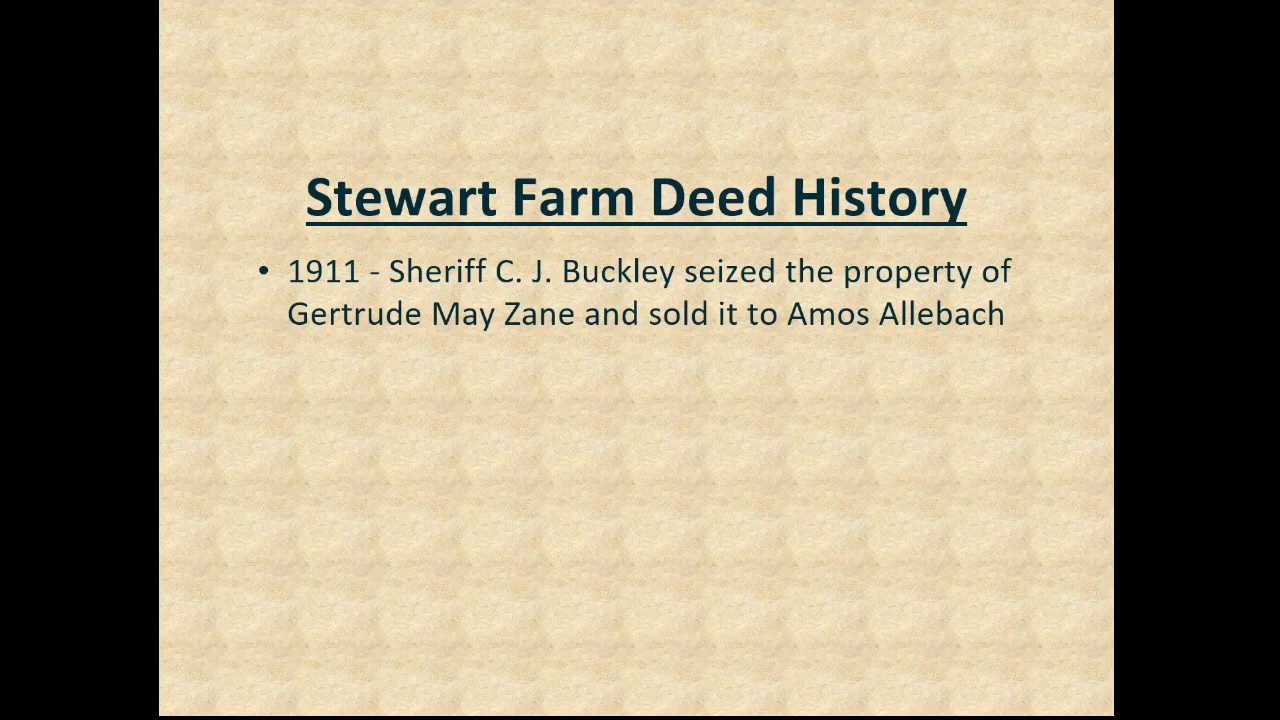 Stewart Farm Deed History
• 1911 - Sheriff C. J. Buckley seized the property of
Gertrude May Zane and sold it to Amos Allebach